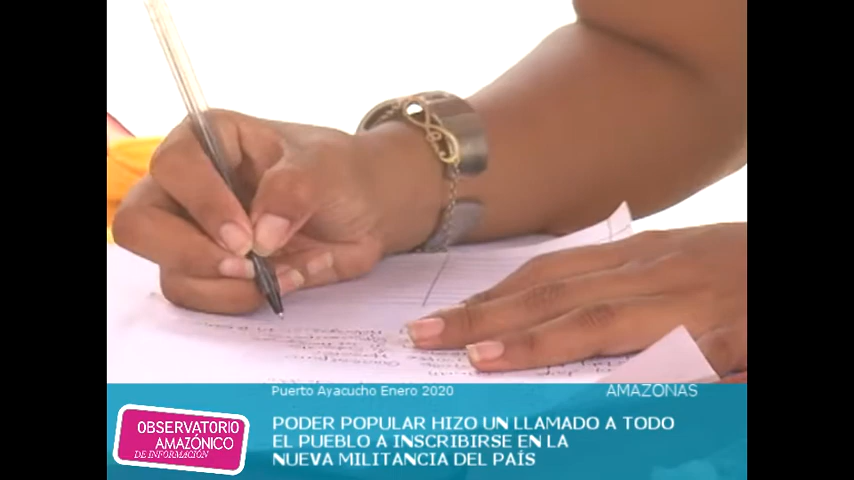 Puerto Ayacucho Enero 2020
AMAZONAS
OBSERVATORIO
AMAZÓNICO
DE INFORMACIÓN
PODER POPULAR HIZO UN LLAMADO A TODO
EL PUEBLO A INSCRIBIRSE EN LA
NUEVA MILITANCIA DEL PAÍS